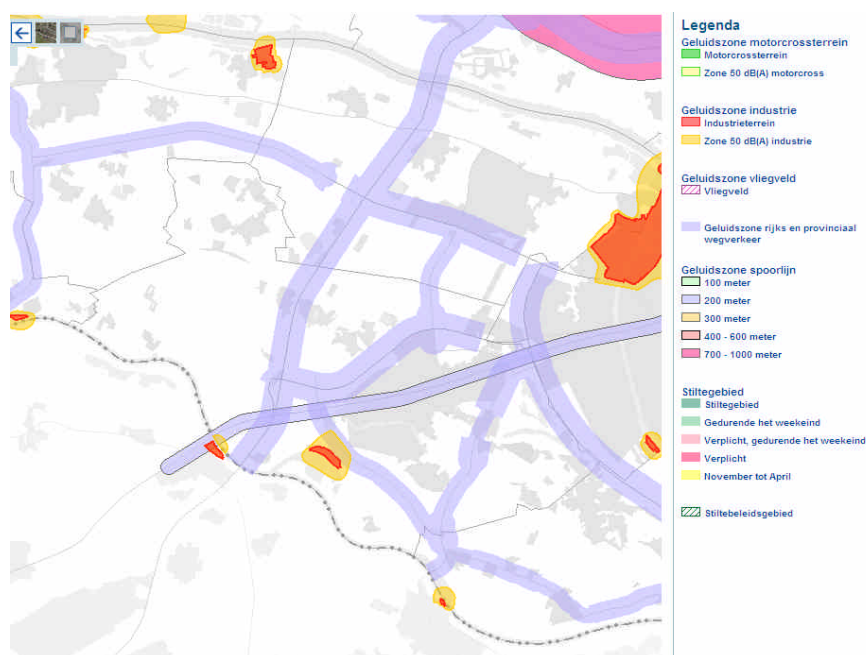 Legenda
Geluidszone motorcrossterrein
Motorcrossterrein
Zone 50 dB(A) motorcross
Geluidszone industrie
Industrieterrein
Zone 50 dB(A) industrie
Geluidszone vliegveld
Vliegveld
Geluidszone rijks en provinciaal
wegverkeer
Geluidszone spoorlijn
100 meter
200 meter
300 meter
400 - 600 meter
700 - 1000 meter
Stiltegebied
Stiltegebied
Gedurende het weekeind
Verplicht, gedurende het weekeind
Verplicht
November tot April
Stiltebeleidsgebied